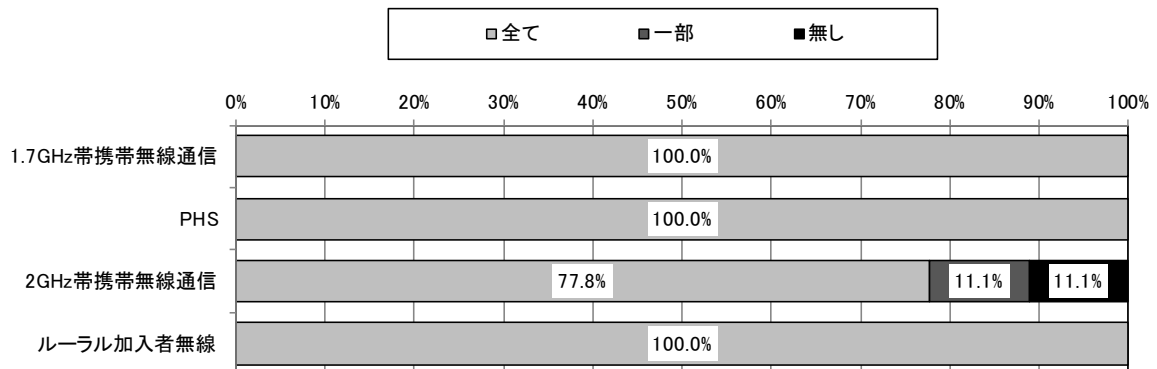 全て 一部 無し
0% 10% 20% 30% 40% 50% 60% 70% 80% 90% 100%
1.7GHz帯携帯無線通信 100.0%
PHS 100.0%
2GHz帯携帯無線通信 77.8% 11.1% 11.1%
ルーラル加入者無線 100.0%